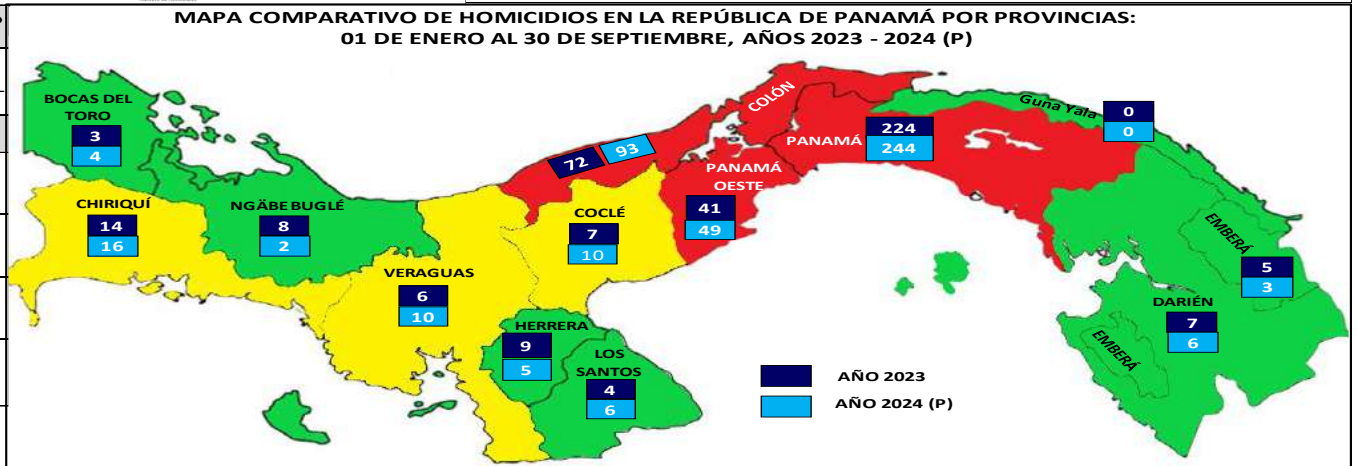 MAPA COMPARATIVO DE HOMICIDIOS EN LA REPÚBLICA DE PANAMÁ POR PROVINCIAS:
01 DE ENERO AL 30 DE SEPTIEMBRE, AÑOS 2023 - 2024 (P)
BOCAS DEL
TORO
3
4
CHIRIQUÍ
14
16
NGÄBE BUGLÉ
8
2
VERAGUAS
6
10
COCLÉ
7
10
HERRERA
9
5
LOS
SANTOS
4
6
COLÓN
72
93
PANAMÁ
OESTE
41
49
PANAMÁ
224
244
Guna Yala
0
0
EMBERÁ
5
3
DARIÉN
7
6
EMBERÁ
AÑO 2023
AÑO 2024 (P)